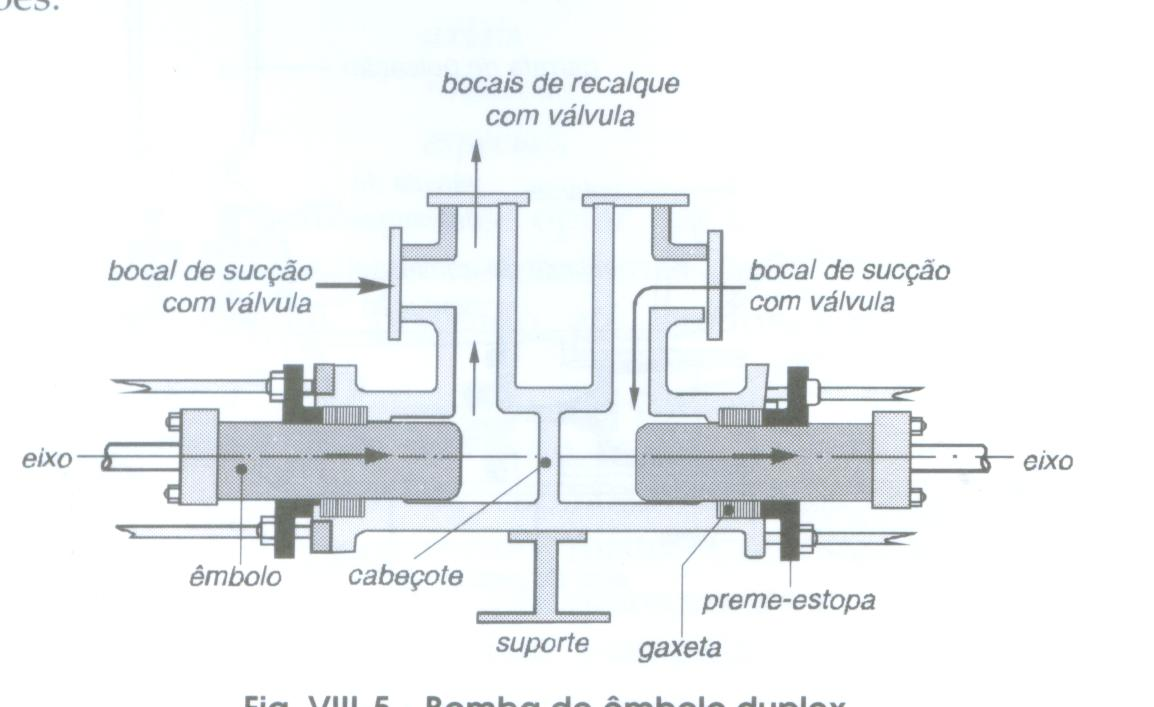 ões.
bocais de recalque
com válvula
bocal de sucção
com válvula
bocal de sucção
com válvula
eixo
eixo
êmbolo
cabeçote
preme-estopa
suporte
gaxeta
Fig. VIII.5 - Bomba de êmbolo duplex